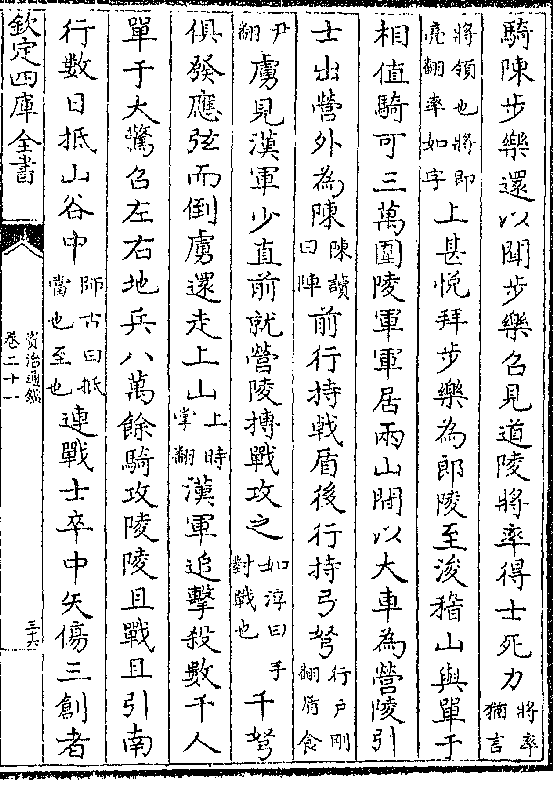 騎陳步樂還以聞步樂召見道陵將率得士死力將率猶言
將領也將即亮翻率如字上甚悅拜步樂為郎陵至浚稽山與單于
相值騎可三萬圍陵軍軍居兩山間以大車為營陵引
士出營外為陳陳讀曰陣前行持戟盾後行持弓弩行戶剛翻盾食
尹翻虜見漢軍少直前就營陵摶戰攻之如淳曰手對戰也千弩
俱發應弦而倒虜還走上山上時掌翻漢軍追擊殺數千人
單于大驚召左右地兵八萬餘騎攻陵陵且戰且引南
行數日抵山谷中師古曰抵當也至也連戰士卒中矢傷三創者
欽定四庫全書
資治通鑑
卷二十一
三十六